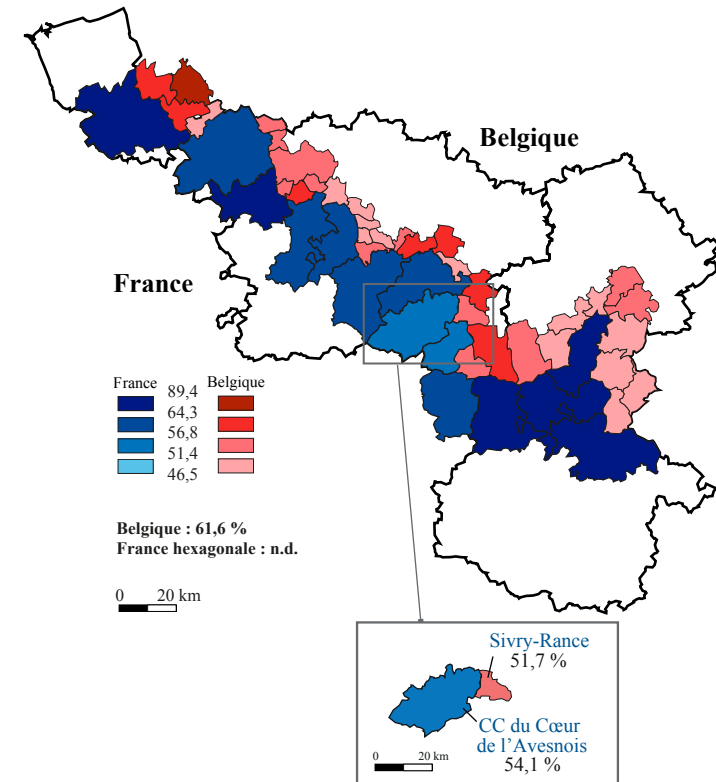 Belgique
France
France Belgique
89,4
64,3
56,8
51,4
46,5
Belgique : 61,6 %
France hexagonale : n.d.
0 20 km
Sivry-Rance
51,7 %
CC du Cœur
de l’Avesnois
54,1 %
0 20 km